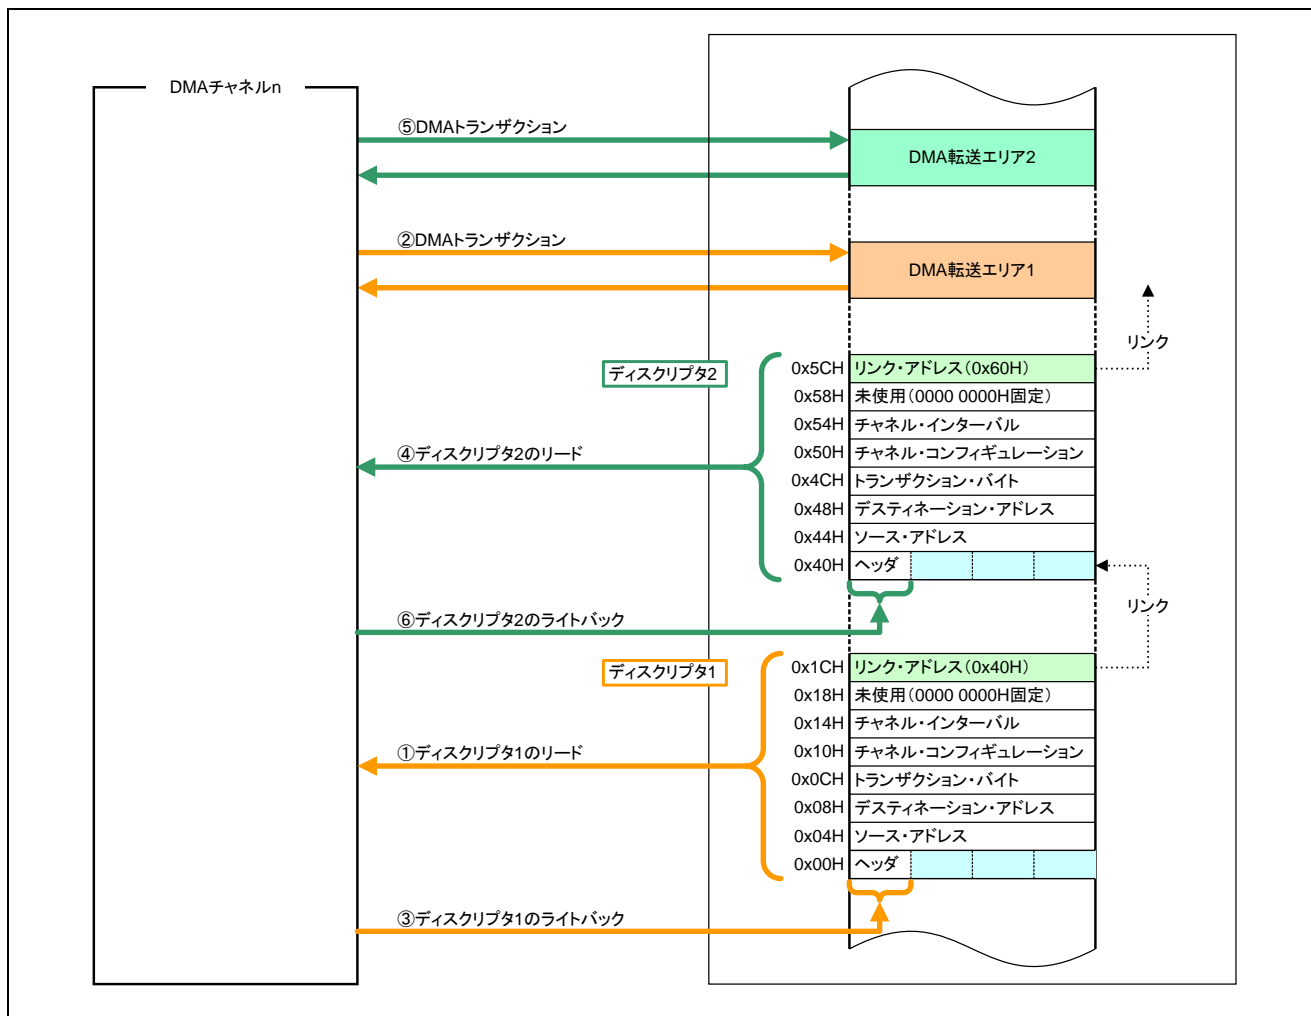 DMAチャネルn
⑤DMAトランザクション
DMA転送エリア2
②DMAトランザクション
DMA転送エリア1
リンク
ディスクリプタ2
0x5CH リンク・アドレス(0x60H)
0x58H 未使用(0000 0000H固定)
0x54H チャネル・インターバル
④ディスクリプタ2のリード
0x50H チャネル・コンフィギュレーション
0x4CH トランザクション・バイト
0x48H デスティネーション・アドレス
0x44H ソース・アドレス
0x40H ヘッダ
リンク
⑥ディスクリプタ2のライトバック
ディスクリプタ1
0x1CH リンク・アドレス(0x40H)
0x18H 未使用(0000 0000H固定)
0x14H チャネル・インターバル
①ディスクリプタ1のリード
0x10H チャネル・コンフィギュレーション
0x0CH トランザクション・バイト
0x08H デスティネーション・アドレス
0x04H ソース・アドレス
0x00H ヘッダ
③ディスクリプタ1のライトバック